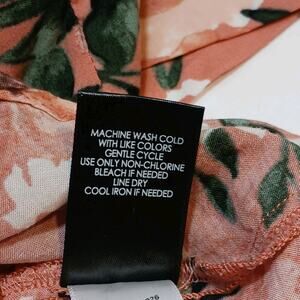 MACHINE WASH COLD
WITH LIKE COLORS
GENTLE CYCLE
USE ONLY NON-CHLORINE
BLEACH IF NEEDED
LINE DRY
COOL IRON IF NEEDED